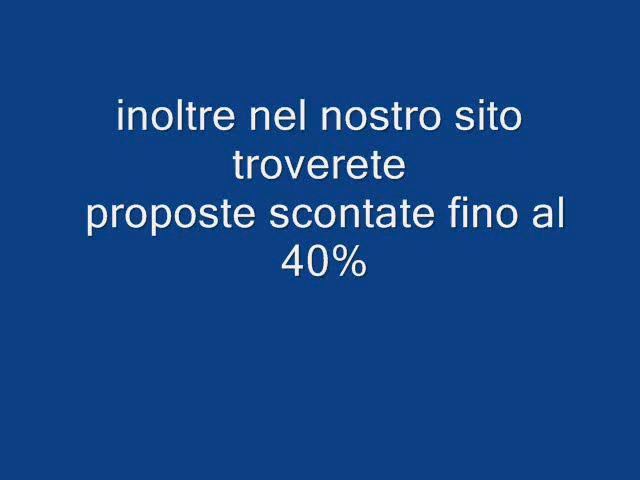 inoltre nel nostro sito
troverete
proposte scontate fino al
40%